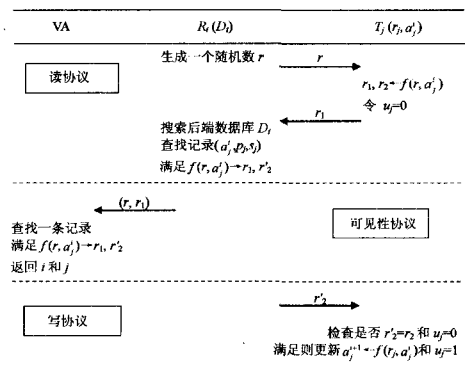 VA R_i(D_i) T_j(r_j, a_j^i)
生成一个随机数 r
r
读协议
r_1, r_2←f(r, a_j^i)
令 u_j=0
r_1
搜索后端数据库 D_i
查找记录(a_j^i, p_j, s_j)
满足 f(r, a_j^i)→r_1, r'_2
(r, r_1)
查找一条记录
满足 f(r, a_j^i)→r_1, r'_2
返回 i 和 j
可见性协议
r'_2
写协议
检查是否 r'_2=r_2 和 u_j=0
满足则更新 a_j^{i+1}←f(r_j, a_j^i)和 u_j=1